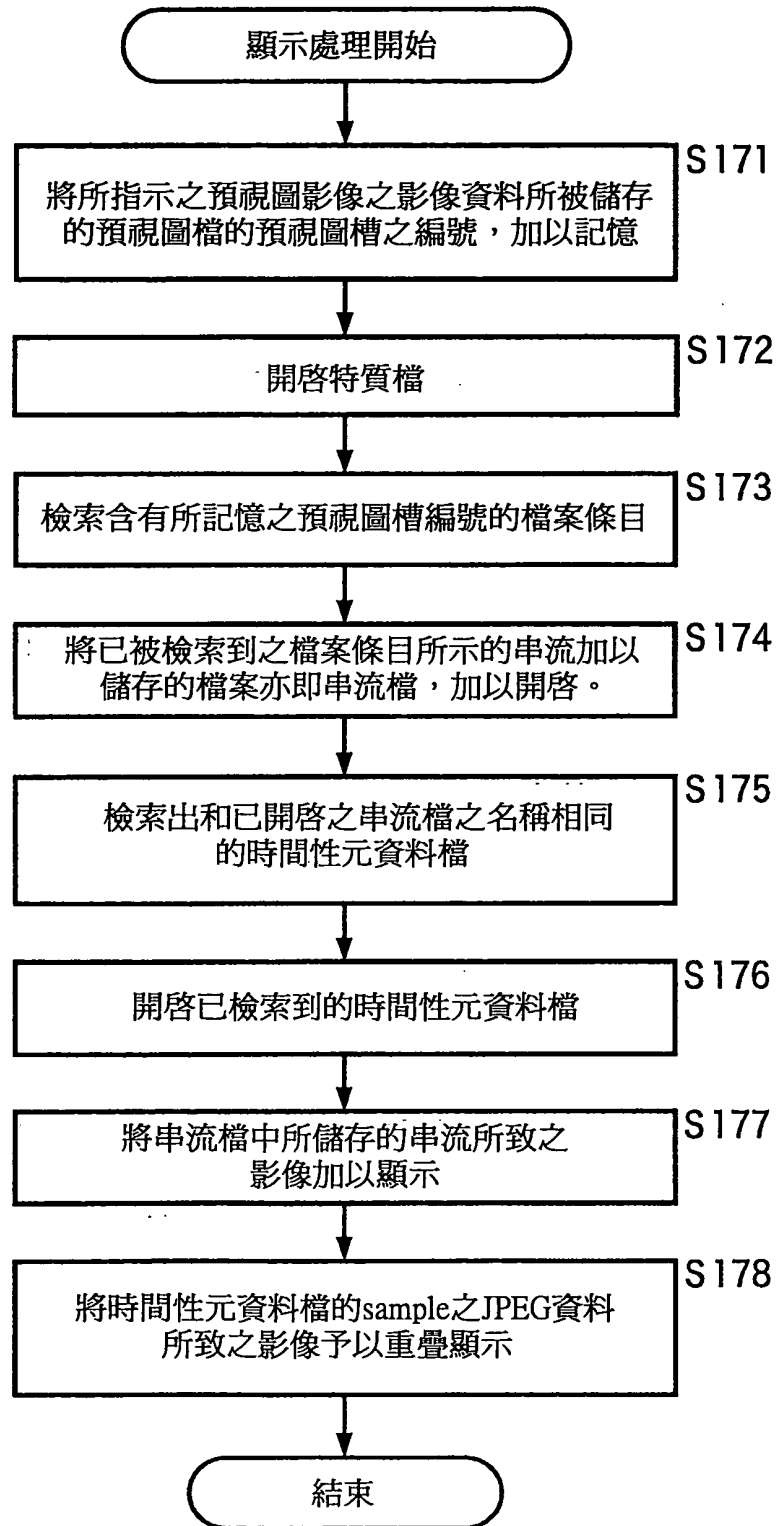 顯示處理開始
S171
將所指示之預視圖影像之影像資料所被儲存
的預視圖檔的預視圖槽之編號，加以記憶
S172
開啓特質檔
S173
檢索含有所記憶之預視圖槽編號的檔案條目
S174
將已被檢索到之檔案條目所示的串流加以
儲存的檔案亦即串流檔，加以開啓。
S175
檢索出和已開啓之串流檔之名稱相同
的時間性元資料檔
S176
開啓已檢索到的時間性元資料檔
S177
將串流檔中所儲存的串流所致之
影像加以顯示
S178
將時間性元資料檔的sample之JPEG資料
所致之影像予以重疊顯示
結束